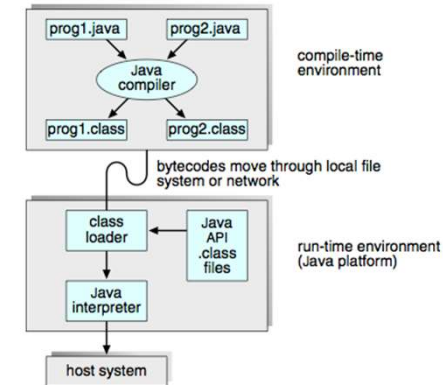 prog1.java
prog2.java
Java
compiler
prog1.class
prog2.class
compile-time
environment
bytecodes move through local file
system or network
class
loader
Java
API
.class
files
Java
interpreter
run-time environment
(Java platform)
host system